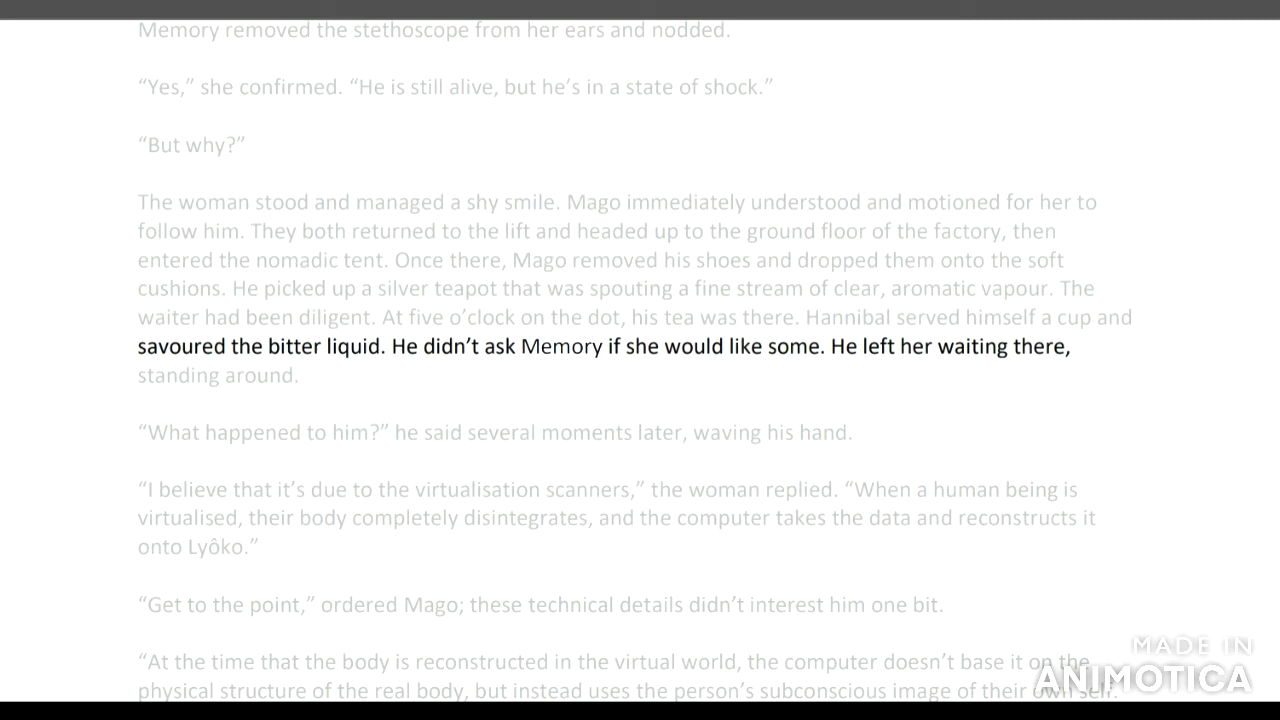 Memory removed the stethoscope from her ears and nodded.
“Yes,” she confirmed. “He is still alive, but he’s in a state of shock.”
“But why?”
The woman stood and managed a shy smile. Mago immediately understood and motioned for her to
follow him. They both returned to the lift and headed up to the ground floor of the factory, then
entered the nomadic tent. Once there, Mago removed his shoes and dropped them onto the soft
cushions. He picked up a silver teapot that was spouting a fine stream of clear, aromatic vapour. The
waiter had been diligent. At five o’clock on the dot, his tea was there. Hannibal served himself a cup and
savoured the bitter liquid. He didn’t ask Memory if she would like some. He left her waiting there,
standing around.
“What happened to him?” he said several moments later, waving his hand.
“I believe that it’s due to the virtualisation scanners,” the woman replied. “When a human being is
virtualised, their body completely disintegrates, and the computer takes the data and reconstructs it
onto Lyôko.”
“Get to the point,” ordered Mago; these technical details didn’t interest him one bit.
“At the time that the body is reconstructed in the virtual world, the computer doesn’t base it on the
physical structure of the real body, but instead uses the person’s subconscious image of their own self.
MADE IN
ANIMOTICA